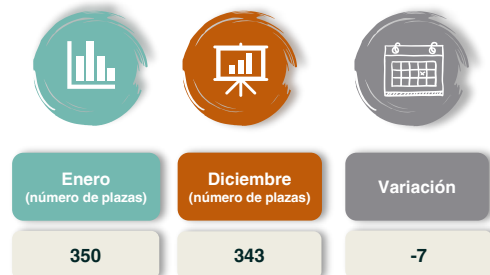 Enero
(número de plazas)
Diciembre
(número de plazas)
Variación
350
343
-7